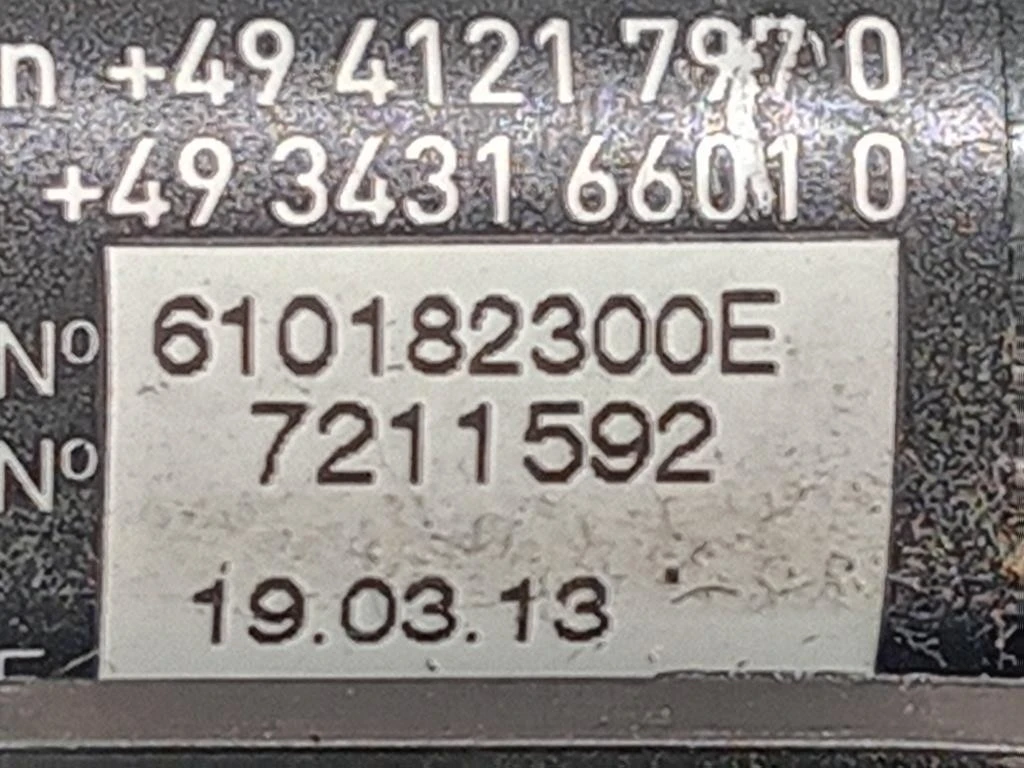 n +49 4121 797 0
+49 3431 6601 0
Nº 610182300E
Nº 7211592
19.03.13